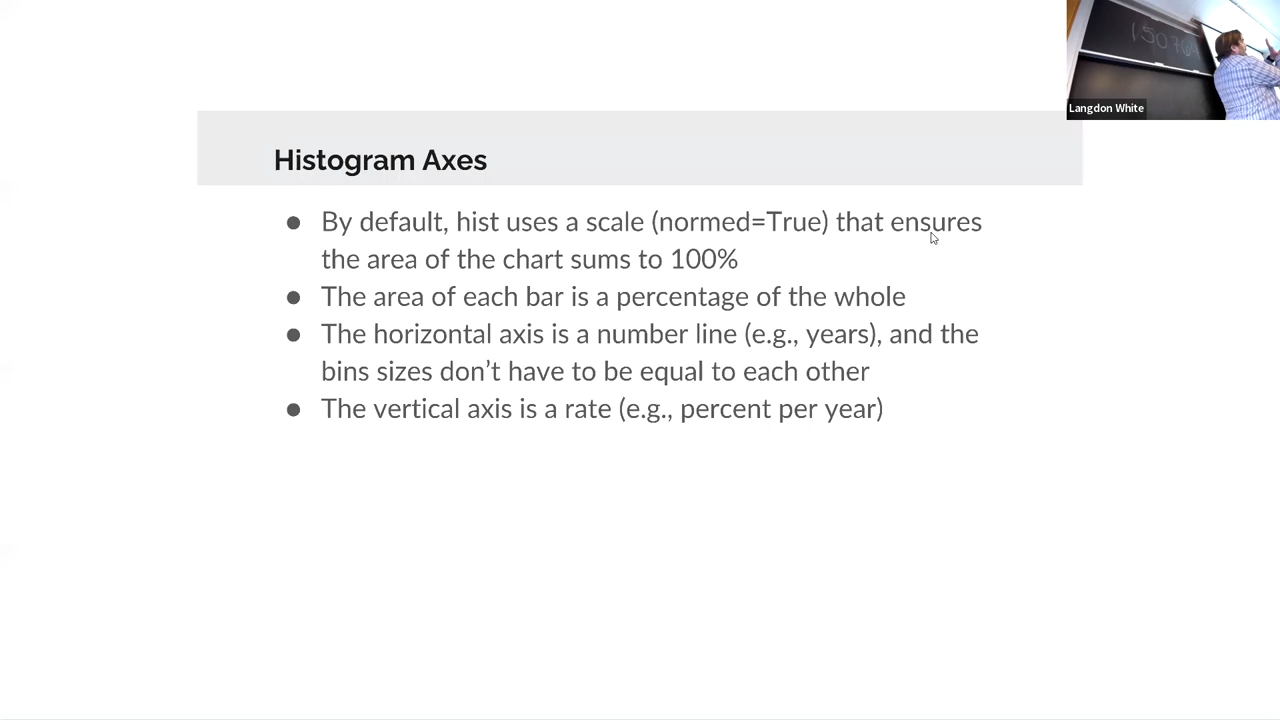 Langdon White
Histogram Axes
● By default, hist uses a scale (normed=True) that ensures
the area of the chart sums to 100%
● The area of each bar is a percentage of the whole
● The horizontal axis is a number line (e.g., years), and the
bins sizes don’t have to be equal to each other
● The vertical axis is a rate (e.g., percent per year)